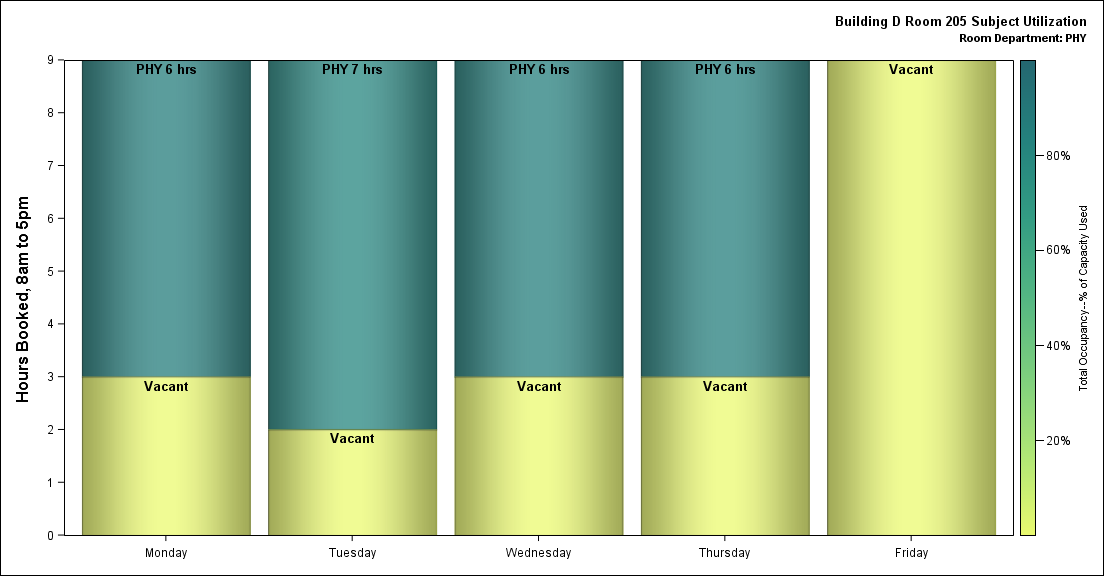 Building D Room 205 Subject Utilization
Room Department: PHY
Hours Booked, 8am to 5pm
9
8
7
6
5
4
3
2
1
0
PHY 6 hrs
PHY 7 hrs
PHY 6 hrs
PHY 6 hrs
Vacant
Vacant
Vacant
Vacant
Vacant
Monday
Tuesday
Wednesday
Thursday
Friday
80%
60%
40%
20%
Total Occupancy--% of Capacity Used